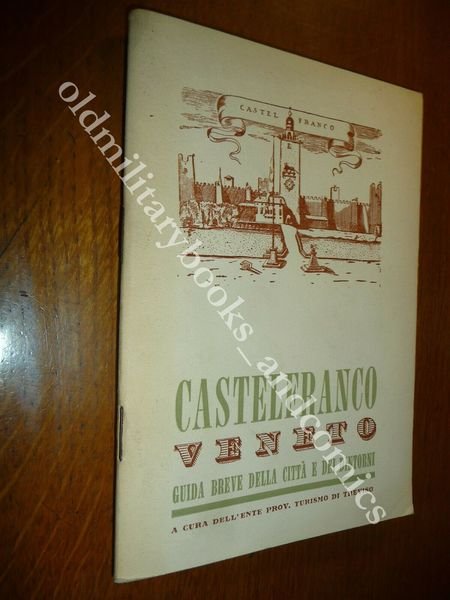 CASTEL FRANCO
CASTELFRANCO
VENETO
GUIDA BREVE DELLA CITTÀ E DEI DINTORNI
A CURA DELL'ENTE PROV. TURISMO DI TREVISO
oldmilitarybooks_andcomics